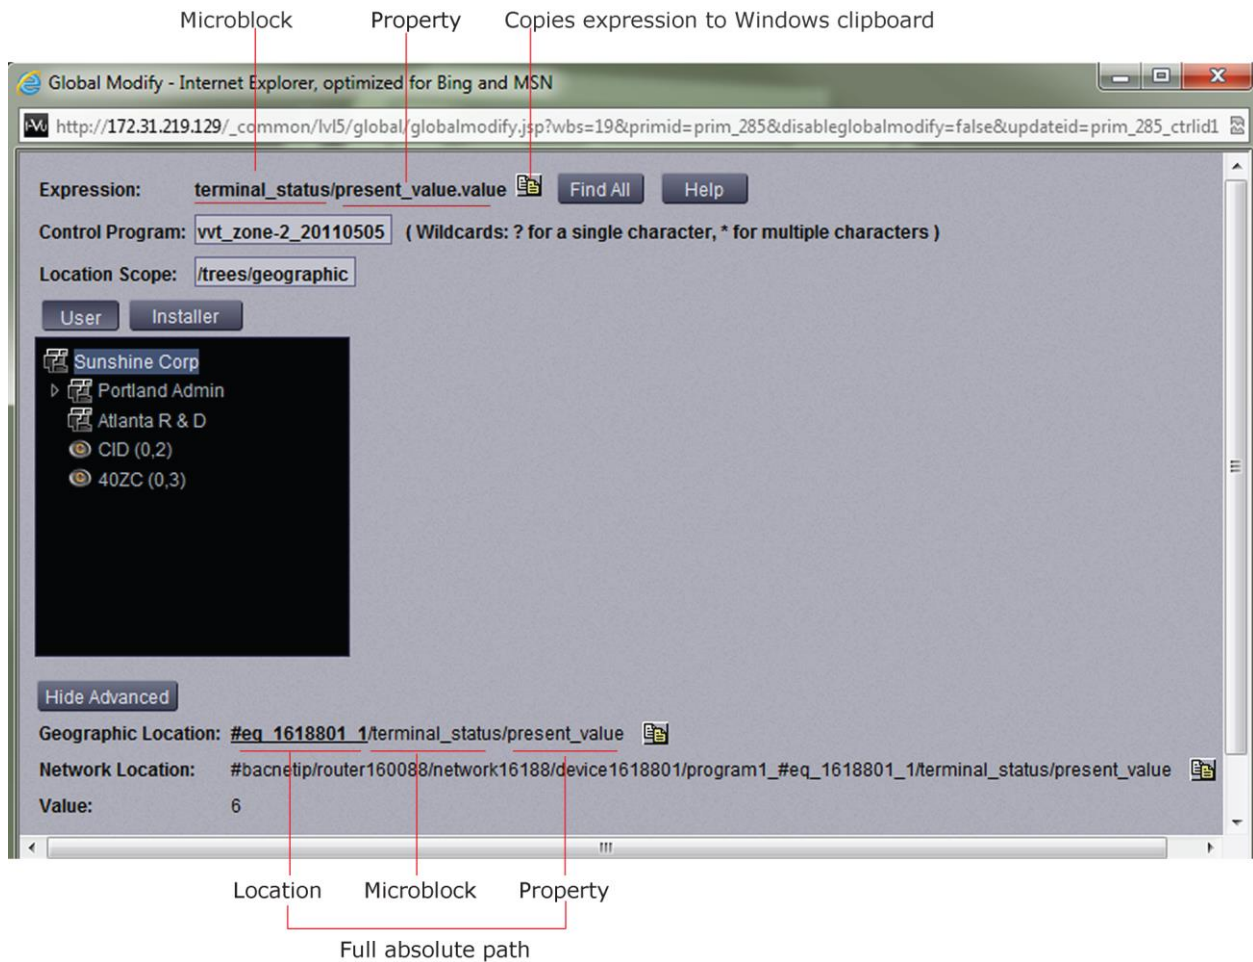 Microblock Property Copies expression to Windows clipboard
Global Modify - Internet Explorer, optimized for Bing and MSN
i-Vu http://172.31.219.129/_common/lvl5/global/globalmodify.jsp?wbs=19&primid=prim_285&disableglobalmodify=false&updateid=prim_285_ctrlid1
Expression: terminal_status/present_value.value Find All Help
Control Program: vvt_zone-2_20110505 ( Wildcards: ? for a single character, * for multiple characters )
Location Scope: /trees/geographic
User Installer
Sunshine Corp
Portland Admin
Atlanta R & D
CID (0,2)
40ZC (0,3)
Hide Advanced
Geographic Location: #eq_1618801_1/terminal_status/present_value
Network Location: #bacnetip/router160088/network16188/device1618801/program1_#eq_1618801_1/terminal_status/present_value
Value: 6
Location Microblock Property
Full absolute path